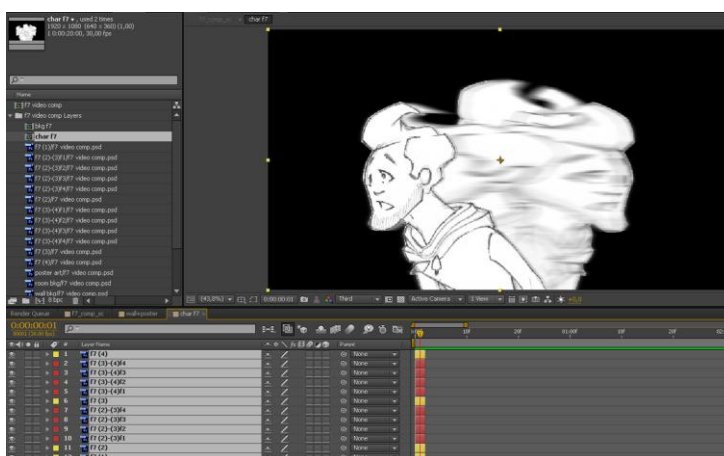 char f7 , used 2 times
1920 x 1080 (640 x 360) (1,00)
Δ 0:00:20:00, 30,00 fps
f7_comp_sc
char f7
Name
f7 video comp
f7 video comp Layers
bkg f7
char f7
f7 (1)/f7 video comp.psd
f7 (2)-(3)f1/f7 video comp.psd
f7 (2)-(3)f2/f7 video comp.psd
f7 (2)-(3)f3/f7 video comp.psd
f7 (2)-(3)f4/f7 video comp.psd
f7 (2)/f7 video comp.psd
f7 (3)-(4)f1/f7 video comp.psd
f7 (3)-(4)f2/f7 video comp.psd
f7 (3)-(4)f3/f7 video comp.psd
f7 (3)-(4)f4/f7 video comp.psd
f7 (3)/f7 video comp.psd
f7 (4)/f7 video comp.psd
poster art/f7 video comp.psd
room bkg/f7 video comp.psd
wall bkg/f7 video comp.psd
8 bpc
(43,8%) 0:00:00:01 Third Active Camera 1 View +0,0
Render Queue f7_comp_sc wall+poster char f7
0:00:00:01
00001 (30.00 fps)
# Layer Name Parent
10f 20f 01:00f 10f 20f 02:0
1 f7 (4) None
2 f7 (3)-(4)f4 None
3 f7 (3)-(4)f3 None
4 f7 (3)-(4)f2 None
5 f7 (3)-(4)f1 None
6 f7 (3) None
7 f7 (2)-(3)f4 None
8 f7 (2)-(3)f3 None
9 f7 (2)-(3)f2 None
10 f7 (2)-(3)f1 None
11 f7 (2) None